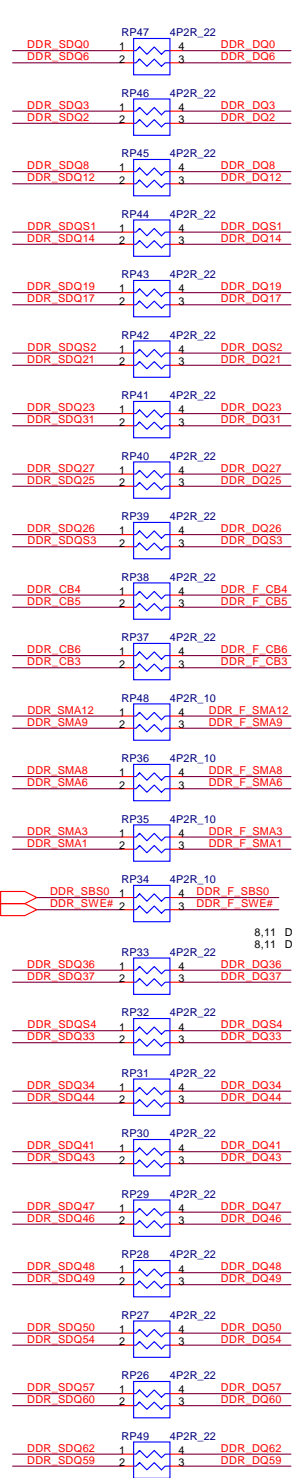 RP47 4P2R_22
DDR_SDQ0 1 4 DDR_DQ0
DDR_SDQ6 2 3 DDR_DQ6
RP46 4P2R_22
DDR_SDQ3 1 4 DDR_DQ3
DDR_SDQ2 2 3 DDR_DQ2
RP45 4P2R_22
DDR_SDQ8 1 4 DDR_DQ8
DDR_SDQ12 2 3 DDR_DQ12
RP44 4P2R_22
DDR_SDQS1 1 4 DDR_DQS1
DDR_SDQ14 2 3 DDR_DQ14
RP43 4P2R_22
DDR_SDQ19 1 4 DDR_DQ19
DDR_SDQ17 2 3 DDR_DQ17
RP42 4P2R_22
DDR_SDQS2 1 4 DDR_DQS2
DDR_SDQ21 2 3 DDR_DQ21
RP41 4P2R_22
DDR_SDQ23 1 4 DDR_DQ23
DDR_SDQ31 2 3 DDR_DQ31
RP40 4P2R_22
DDR_SDQ27 1 4 DDR_DQ27
DDR_SDQ25 2 3 DDR_DQ25
RP39 4P2R_22
DDR_SDQ26 1 4 DDR_DQ26
DDR_SDQS3 2 3 DDR_DQS3
RP38 4P2R_22
DDR_CB4 1 4 DDR_F_CB4
DDR_CB5 2 3 DDR_F_CB5
RP37 4P2R_22
DDR_CB6 1 4 DDR_F_CB6
DDR_CB3 2 3 DDR_F_CB3
RP48 4P2R_10
DDR_SMA12 1 4 DDR_F_SMA12
DDR_SMA9 2 3 DDR_F_SMA9
RP36 4P2R_10
DDR_SMA8 1 4 DDR_F_SMA8
DDR_SMA6 2 3 DDR_F_SMA6
RP35 4P2R_10
DDR_SMA3 1 4 DDR_F_SMA3
DDR_SMA1 2 3 DDR_F_SMA1
RP34 4P2R_10
DDR_SBS0 1 4 DDR_F_SBS0
DDR_SWE# 2 3 DDR_F_SWE#
8,11 D
8,11 D
RP33 4P2R_22
DDR_SDQ36 1 4 DDR_DQ36
DDR_SDQ37 2 3 DDR_DQ37
RP32 4P2R_22
DDR_SDQS4 1 4 DDR_DQS4
DDR_SDQ33 2 3 DDR_DQ33
RP31 4P2R_22
DDR_SDQ34 1 4 DDR_DQ34
DDR_SDQ44 2 3 DDR_DQ44
RP30 4P2R_22
DDR_SDQ41 1 4 DDR_DQ41
DDR_SDQ43 2 3 DDR_DQ43
RP29 4P2R_22
DDR_SDQ47 1 4 DDR_DQ47
DDR_SDQ46 2 3 DDR_DQ46
RP28 4P2R_22
DDR_SDQ48 1 4 DDR_DQ48
DDR_SDQ49 2 3 DDR_DQ49
RP27 4P2R_22
DDR_SDQ50 1 4 DDR_DQ50
DDR_SDQ54 2 3 DDR_DQ54
RP26 4P2R_22
DDR_SDQ57 1 4 DDR_DQ57
DDR_SDQ60 2 3 DDR_DQ60
RP49 4P2R_22
DDR_SDQ62 1 4 DDR_DQ62
DDR_SDQ59 2 3 DDR_DQ59